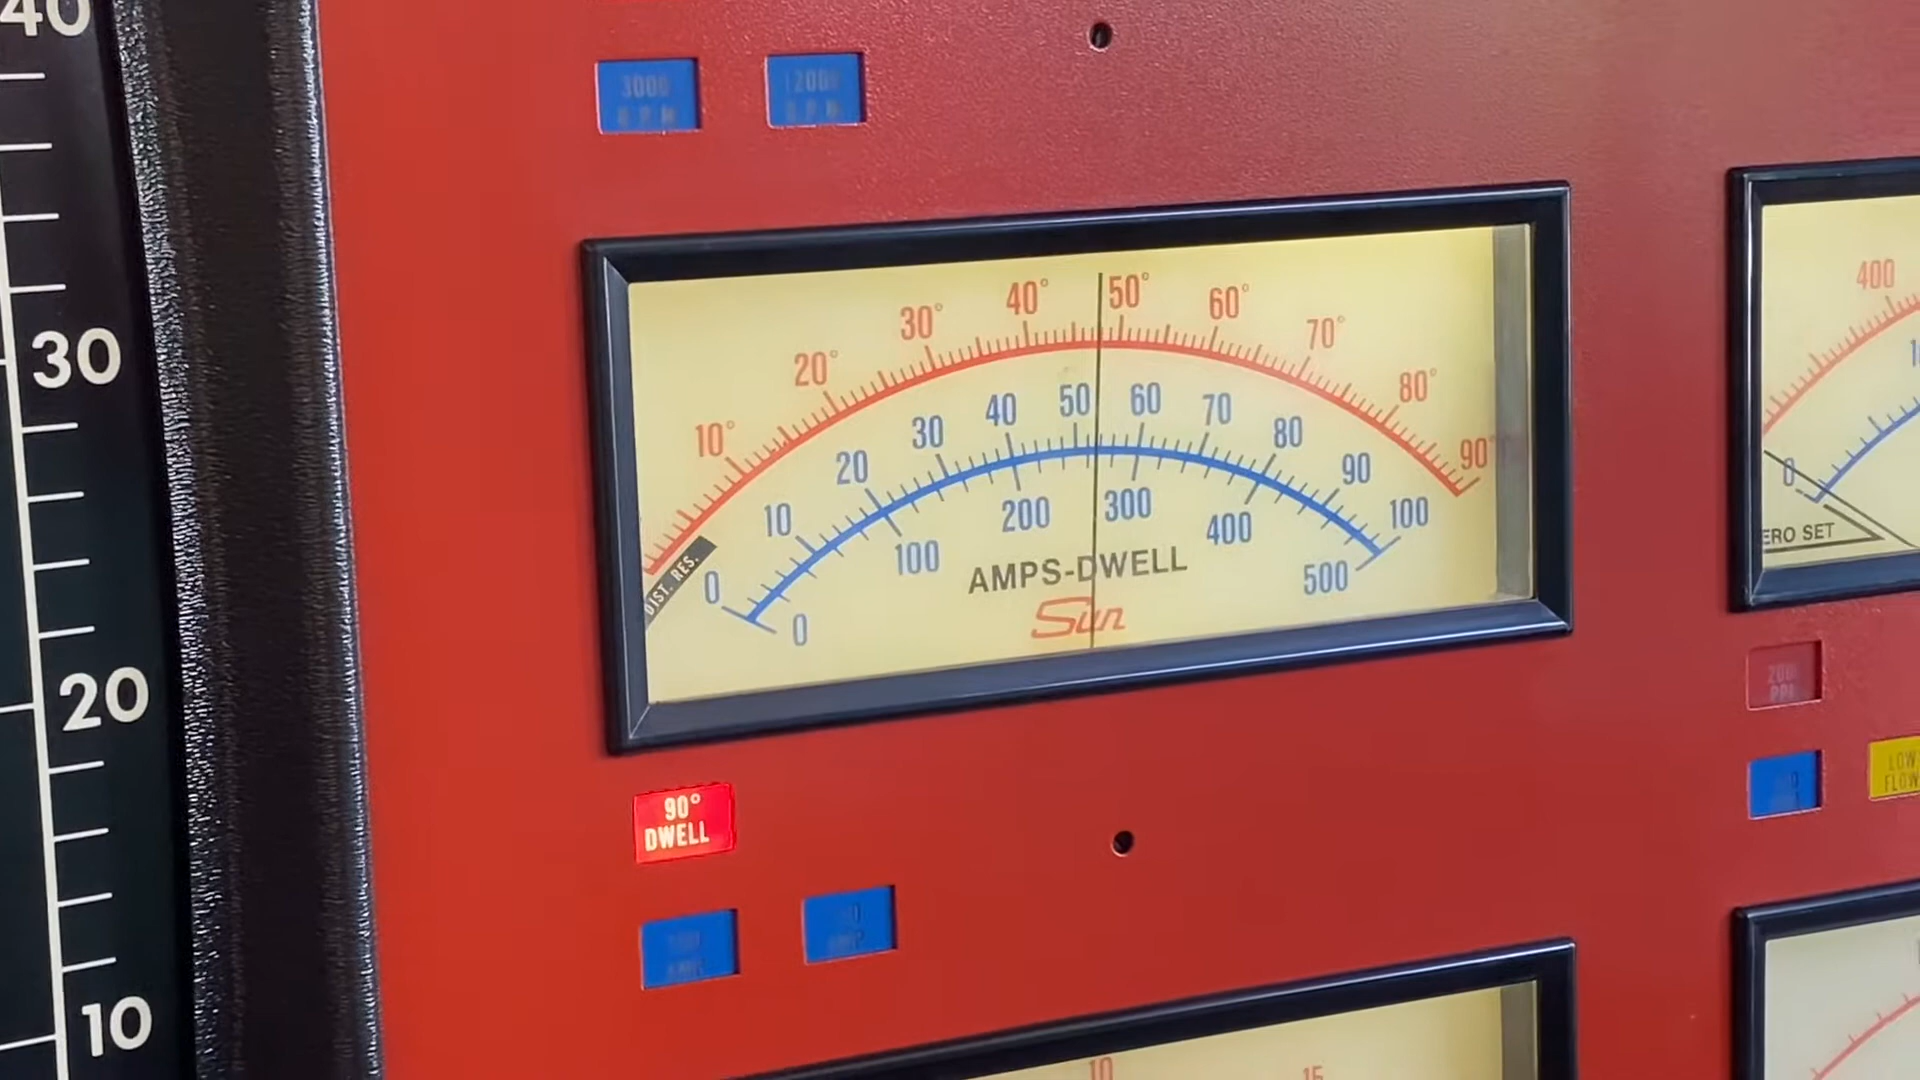 40
30
20
10
3000
R P M
1200
R P M
10° 20° 30° 40° 50° 60° 70° 80° 90°
0 10 20 30 40 50 60 70 80 90 100
0 100 200 300 400 500
DIST. RES.
AMPS-DWELL
Sun
90°
DWELL
400
0
ERO SET
LOW
FLOW
10
15